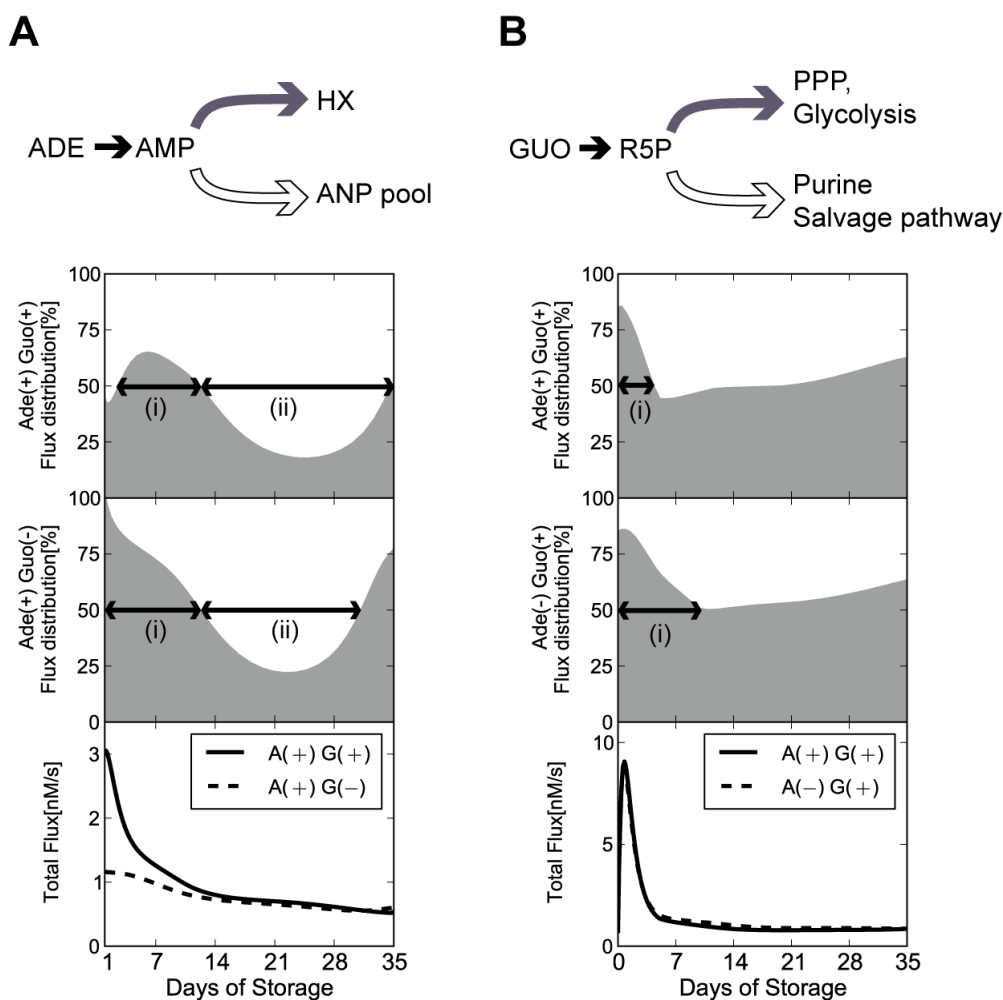 A
HX
ADE
AMP
ANP pool
100
75
50
25
Ade(+) Guo(+)
Flux distribution[%]
(i)
(ii)
100
75
50
25
0
Ade(+) Guo(-)
Flux distribution[%]
(i)
(ii)
3
2
1
0
Total Flux[nM/s]
A(+) G(+)
A(+) G(−)
1 7 14 21 28 35
Days of Storage
B
PPP,
Glycolysis
GUO
R5P
Purine
Salvage pathway
100
75
50
25
Ade(+) Guo(+)
Flux distribution[%]
(i)
100
75
50
25
0
Ade(-) Guo(+)
Flux distribution[%]
(i)
10
5
0
Total Flux[nM/s]
A(+) G(+)
A(−) G(+)
0 7 14 21 28 35
Days of Storage